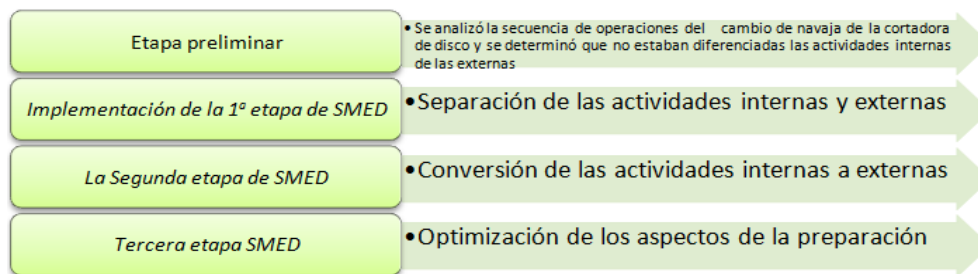 Etapa preliminar
• Se analizó la secuencia de operaciones del cambio de navaja de la cortadora
de disco y se determinó que no estaban diferenciadas las actividades internas
de las externas
Implementación de la 1ª etapa de SMED
•Separación de las actividades internas y externas
La Segunda etapa de SMED
•Conversión de las actividades internas a externas
Tercera etapa SMED
•Optimización de los aspectos de la preparación